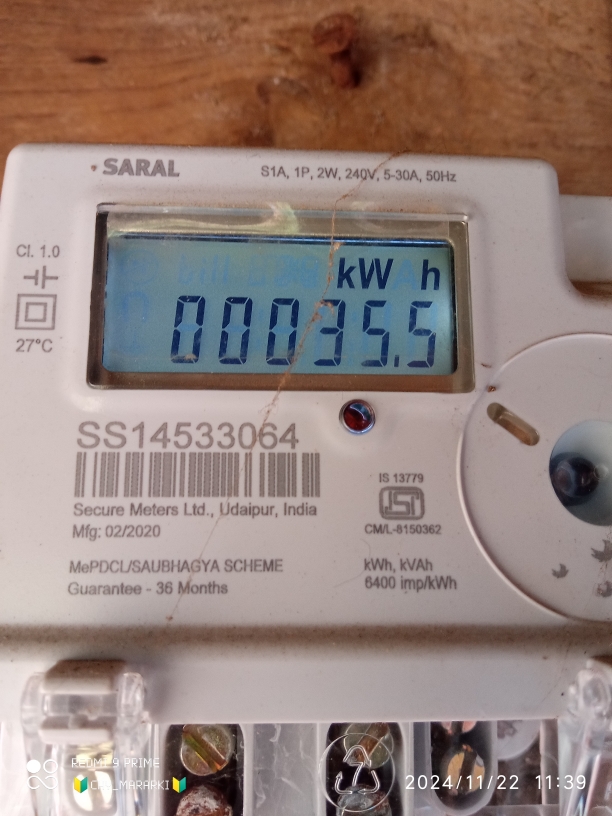 SARAL
S1A, 1P, 2W, 240V, 5-30A, 50Hz
Cl. 1.0
kW h
00035.5
27°C
SS14533064
Secure Meters Ltd., Udaipur, India
Mfg: 02/2020
IS 13779
ISI
CM/L-8150362
MePDCL/SAUBHAGYA SCHEME
Guarantee - 36 Months
kWh, kVAh
6400 imp/kWh
REDMI 9 PRIME
2024/11/22 11:39